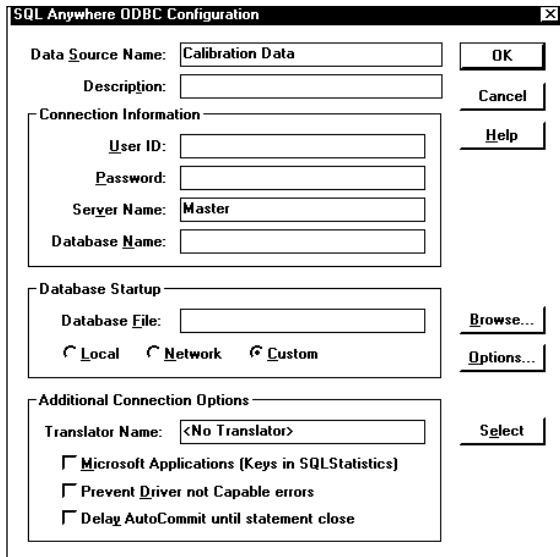 SQL Anywhere ODBC Configuration
Data Source Name: Calibration Data
OK
Description:
Cancel
Connection Information
Help
User ID:
Password:
Server Name: Master
Database Name:
Database Startup
Database File:
Browse...
Local Network Custom
Options...
Additional Connection Options
Translator Name: <No Translator>
Select
Microsoft Applications (Keys in SQLStatistics)
Prevent Driver not Capable errors
Delay AutoCommit until statement close